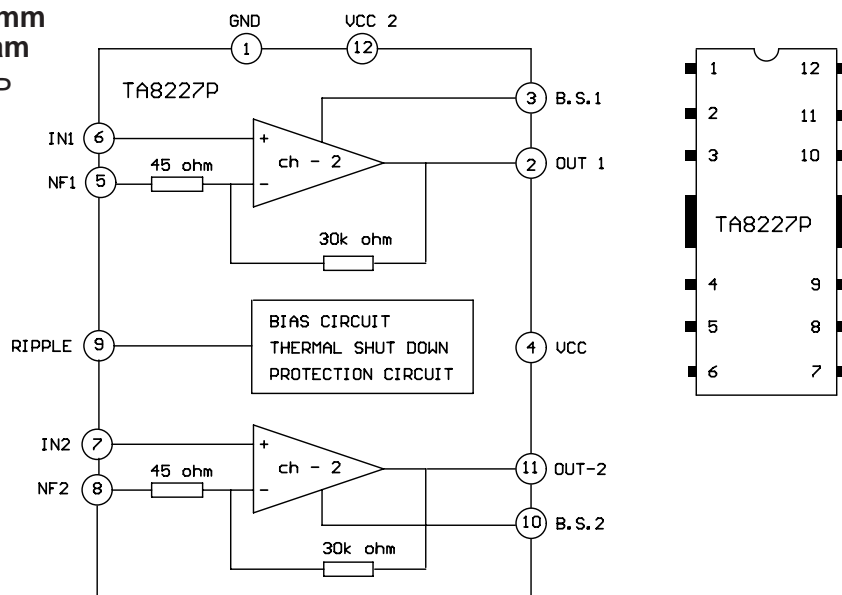 mm
am
P
GND VCC 2
1 12
TA8227P
3 B.S.1
IN1 6
+
ch - 2
45 ohm
2 OUT 1
NF1 5
-
30k ohm
BIAS CIRCUIT
RIPPLE 9
THERMAL SHUT DOWN
4 VCC
PROTECTION CIRCUIT
IN2 7
+
45 ohm
ch - 2
11 OUT-2
NF2 8
-
10 B.S.2
30k ohm
1 12
2 11
3 10
TA8227P
4 9
5 8
6 7